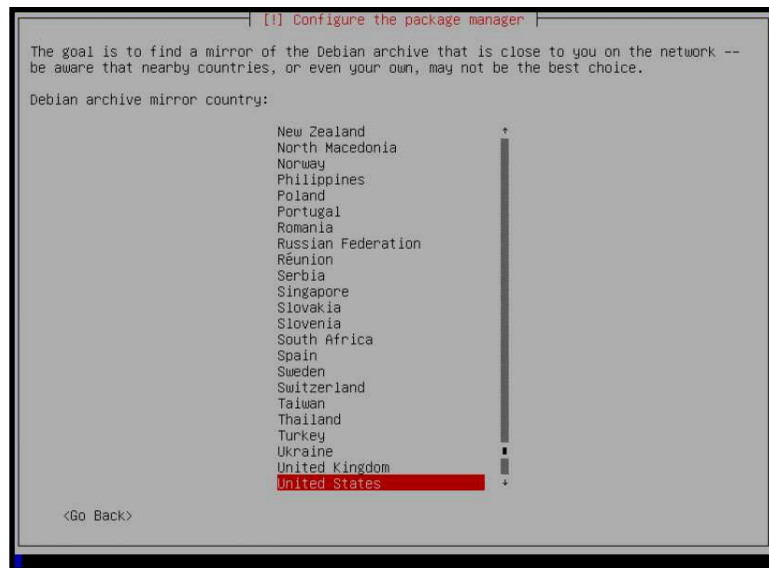 [!] Configure the package manager
The goal is to find a mirror of the Debian archive that is close to you on the network --
be aware that nearby countries, or even your own, may not be the best choice.
Debian archive mirror country:
New Zealand
North Macedonia
Norway
Philippines
Poland
Portugal
Romania
Russian Federation
Réunion
Serbia
Singapore
Slovakia
Slovenia
South Africa
Spain
Sweden
Switzerland
Taiwan
Thailand
Turkey
Ukraine
United Kingdom
United States
<Go Back>